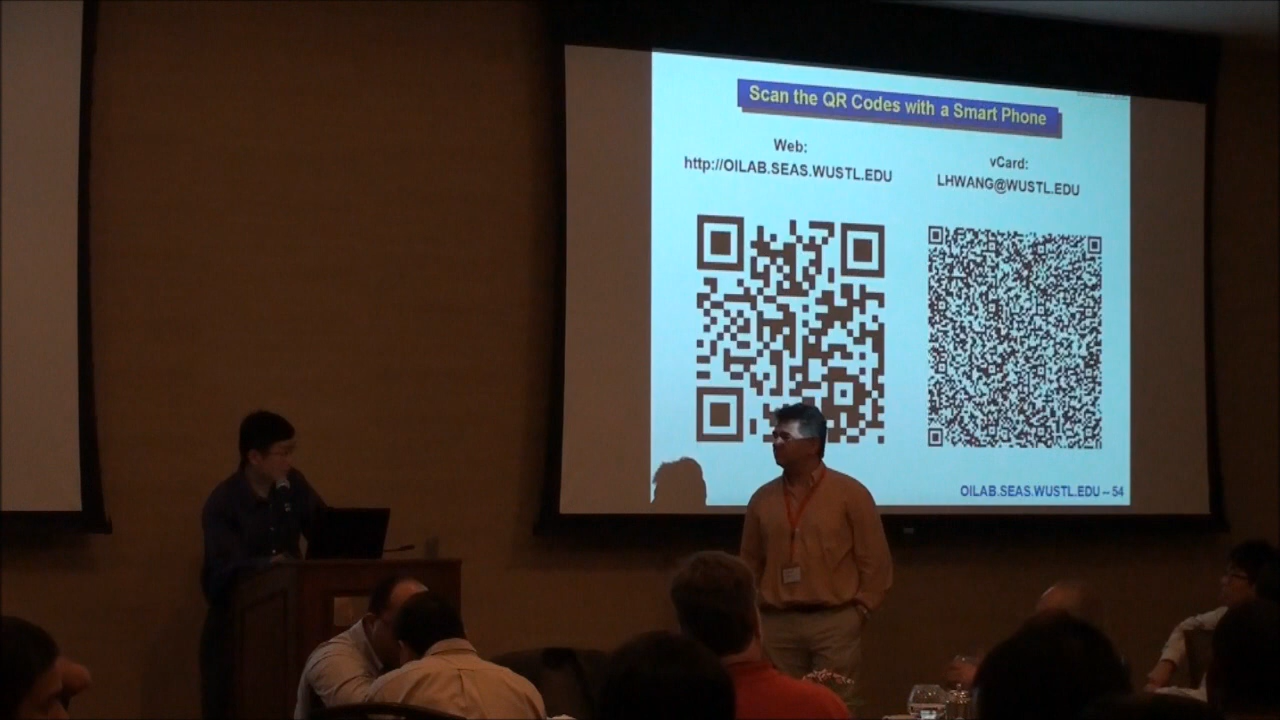 Scan the QR Codes with a Smart Phone
Web:
http://OILAB.SEAS.WUSTL.EDU
vCard:
LHWANG@WUSTL.EDU
OILAB.SEAS.WUSTL.EDU -- 54